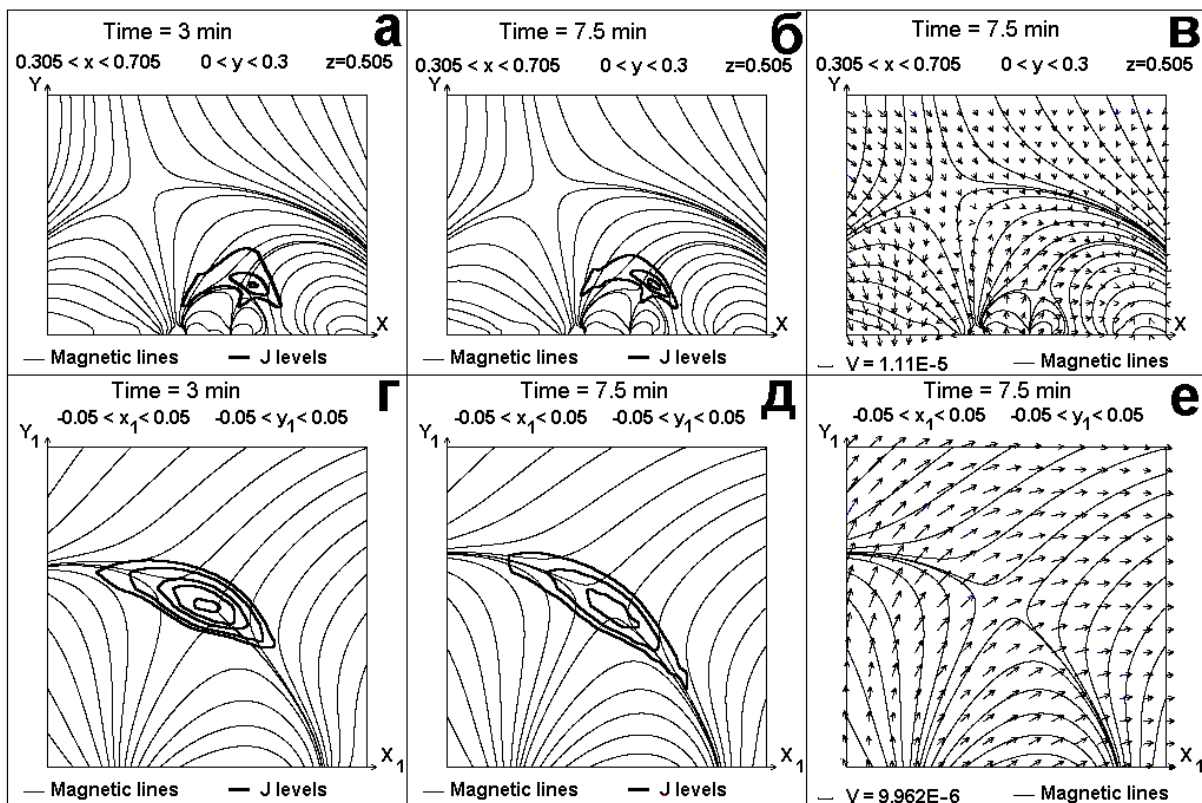 Time = 3 min
а
0.305 < x < 0.705 0 < y < 0.3 z=0.505
Y
X
— Magnetic lines — J levels
Time = 7.5 min
б
0.305 < x < 0.705 0 < y < 0.3 z=0.505
Y
X
— Magnetic lines — J levels
Time = 7.5 min
в
0.305 < x < 0.705 0 < y < 0.3 z=0.505
Y
X
V = 1.11E-5 — Magnetic lines
Time = 3 min
г
-0.05 < x₁ < 0.05 -0.05 < y₁ < 0.05
Y₁
X₁
— Magnetic lines — J levels
Time = 7.5 min
д
-0.05 < x₁ < 0.05 -0.05 < y₁ < 0.05
Y₁
X₁
— Magnetic lines — J levels
Time = 7.5 min
е
-0.05 < x₁ < 0.05 -0.05 < y₁ < 0.05
Y₁
X₁
V = 9.962E-6 — Magnetic lines